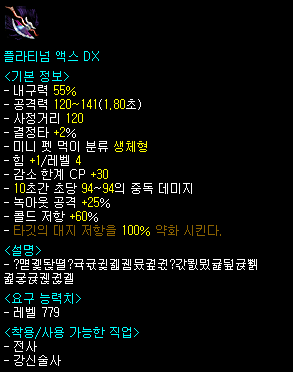 플라티넘 액스 DX
<기본 정보>
- 내구력 55%
- 공격력 120~141(1,80초)
- 사정거리 120
- 결정타 +2%
- 미니 펫 먹이 분류 생체형
- 힘 +1/레벨 4
- 감소 한계 CP +30
- 10초간 초당 94~94의 중독 데미지
- 녹아웃 공격 +25%
- 콜드 저항 +60%
- 타깃의 대지 저항을 100% 약화 시킨다.
<설명>
<요구 능력치>
- 레벨 779
<착용/사용 가능한 직업>
- 전사
- 강신술사